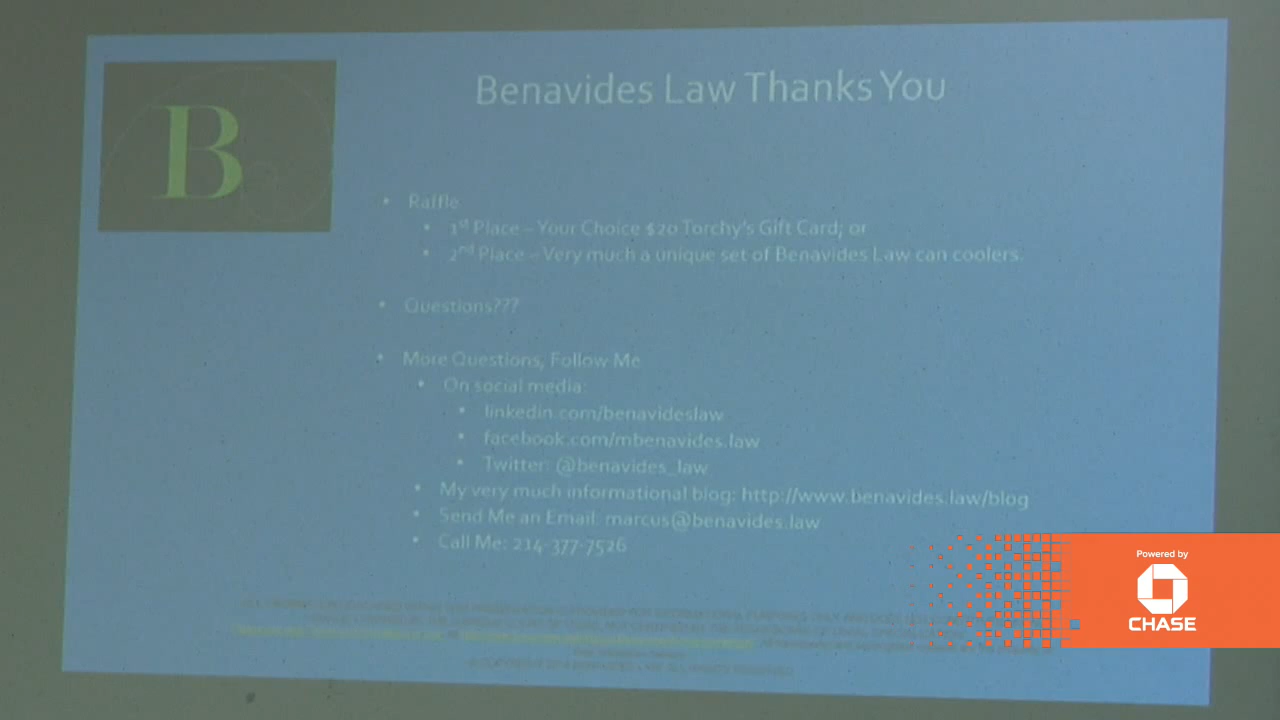 B
Benavides Law Thanks You
• Raffle
• 1st Place – Your Choice $20 Torchy's Gift Card; or
• 2nd Place – Very much a unique set of Benavides Law can coolers.
• Questions???
• More Questions, Follow Me
• On social media:
• linkedin.com/benavideslaw
• facebook.com/mbenavides.law
• Twitter: @benavides_law
• My very much informational blog: http://www.benavides.law/blog
• Send Me an Email: marcus@benavides.law
• Call Me: 214-377-7526
Powered by
CHASE